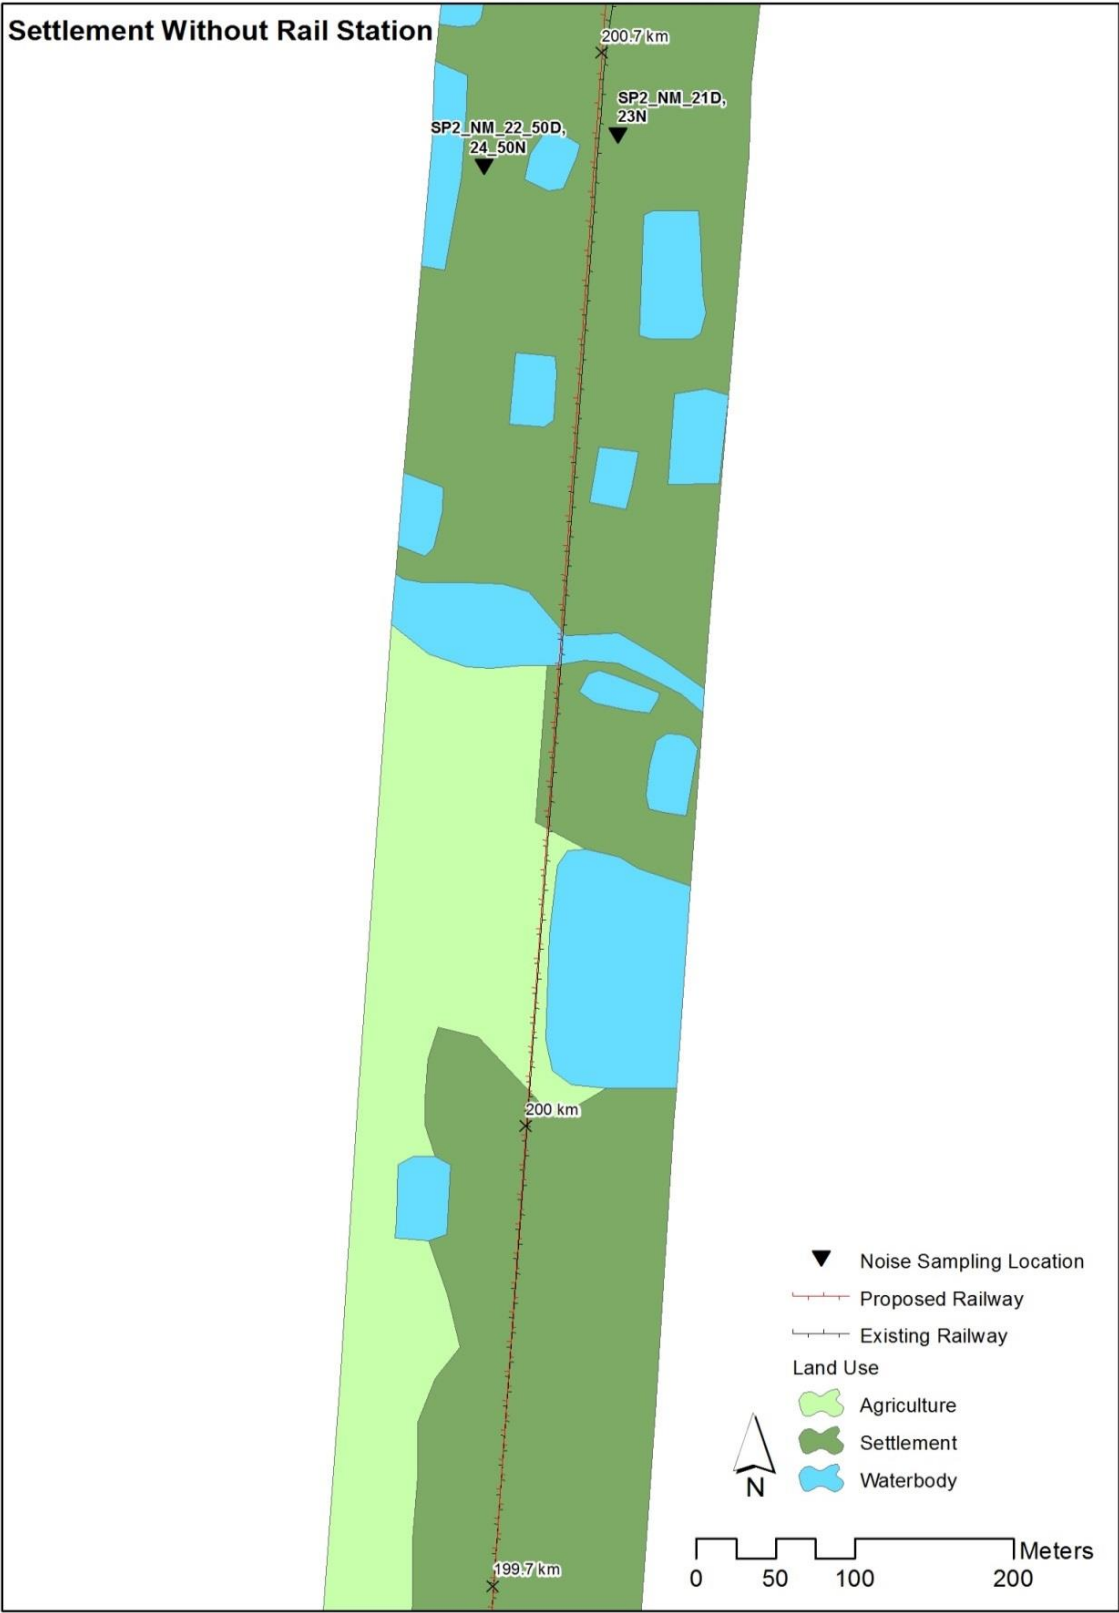 Settlement Without Rail Station
200.7 km
SP2_NM_21D,
23N
SP2_NM_22_50D,
24_50N
200 km
199.7 km
Noise Sampling Location
Proposed Railway
Existing Railway
Land Use
Agriculture
Settlement
Waterbody
N
Meters
0 50 100 200